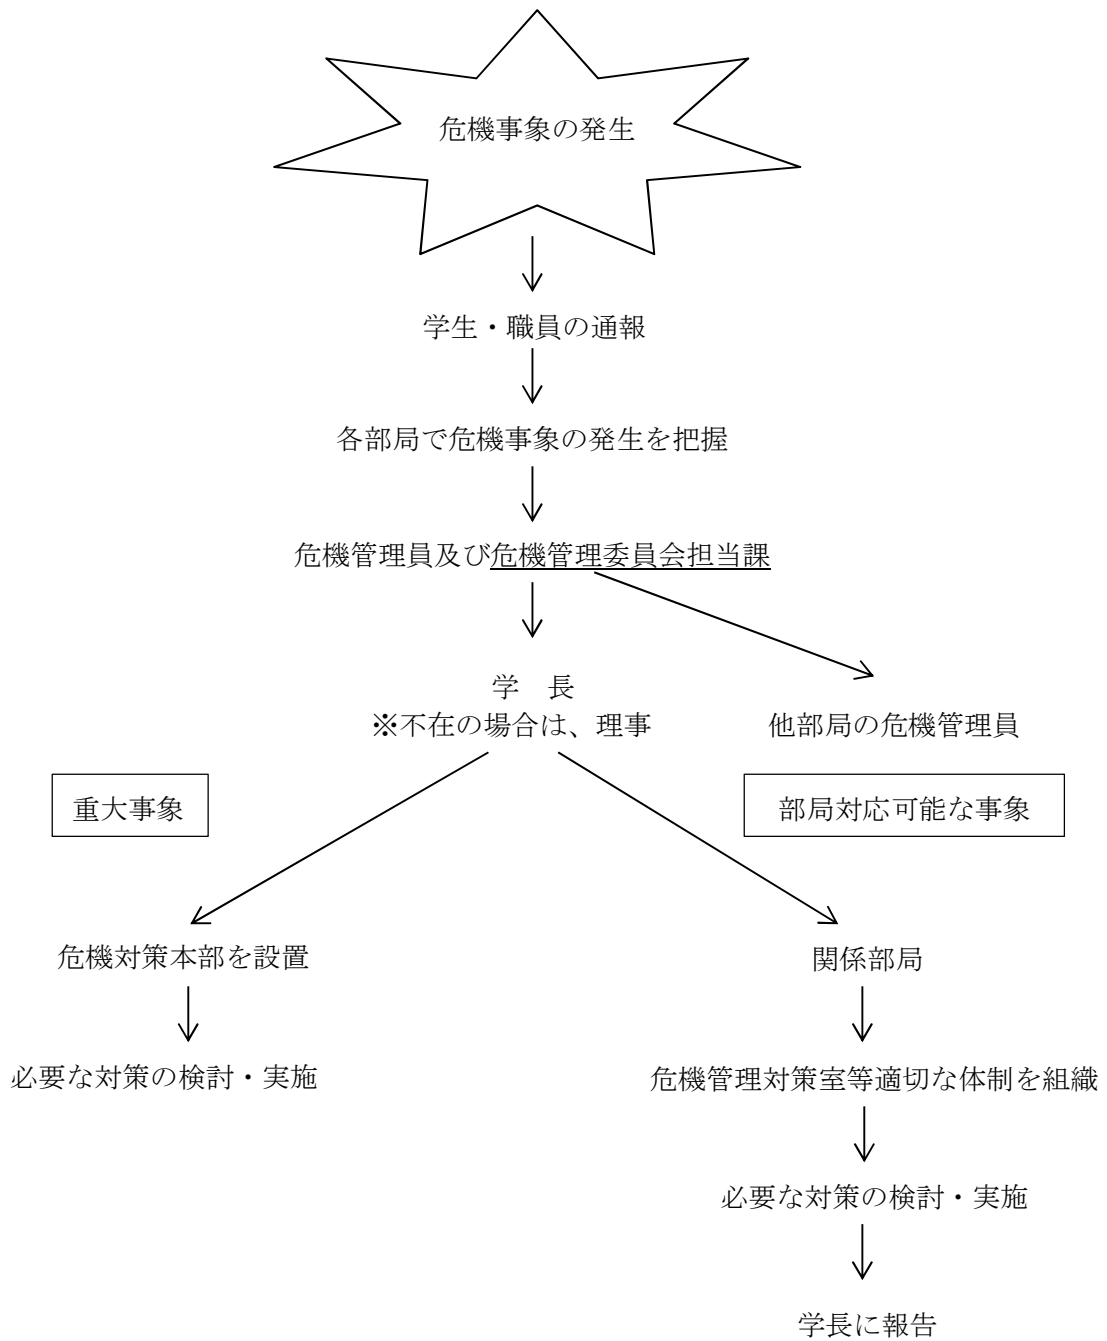 危機事象の発生
学生・職員の通報
各部局で危機事象の発生を把握
危機管理員及び危機管理委員会担当課
学　長
※不在の場合は、理事
他部局の危機管理員
重大事象
部局対応可能な事象
危機対策本部を設置
関係部局
必要な対策の検討・実施
危機管理対策室等適切な体制を組織
必要な対策の検討・実施
学長に報告